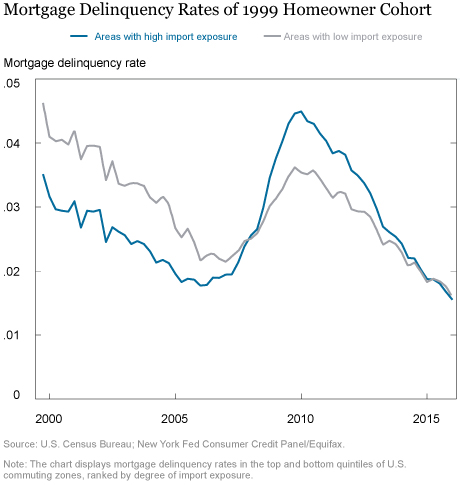 Mortgage Delinquency Rates of 1999 Homeowner Cohort
Areas with high import exposure Areas with low import exposure
Mortgage delinquency rate
.05
.04
.03
.02
.01
0
2000 2005 2010 2015
Source: U.S. Census Bureau; New York Fed Consumer Credit Panel/Equifax.
Note: The chart displays mortgage delinquency rates in the top and bottom quintiles of U.S.
commuting zones, ranked by degree of import exposure.